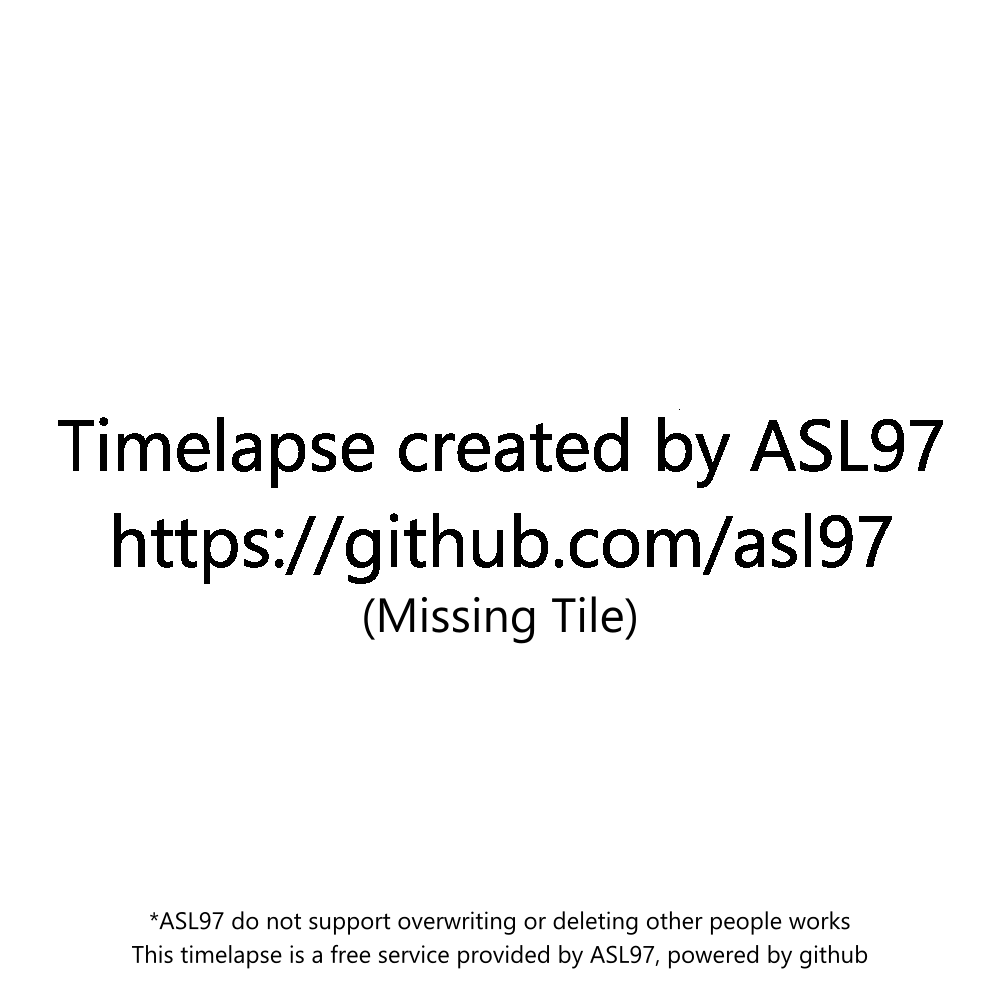 Timelapse created by ASL97
https://github.com/asl97
(Missing Tile)
*ASL97 do not support overwriting or deleting other people works
This timelapse is a free service provided by ASL97, powered by github